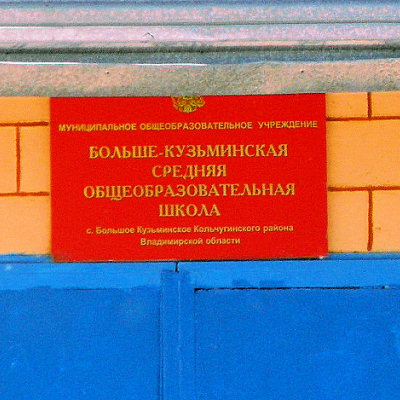 МУНИЦИПАЛЬНОЕ ОБЩЕОБРАЗОВАТЕЛЬНОЕ УЧРЕЖДЕНИЕ
БОЛЬШЕ-КУЗЬМИНСКАЯ
СРЕДНЯЯ
ОБЩЕОБРАЗОВАТЕЛЬНАЯ
ШКОЛА
с. Большое Кузьминское Кольчугинского района
Владимирской области